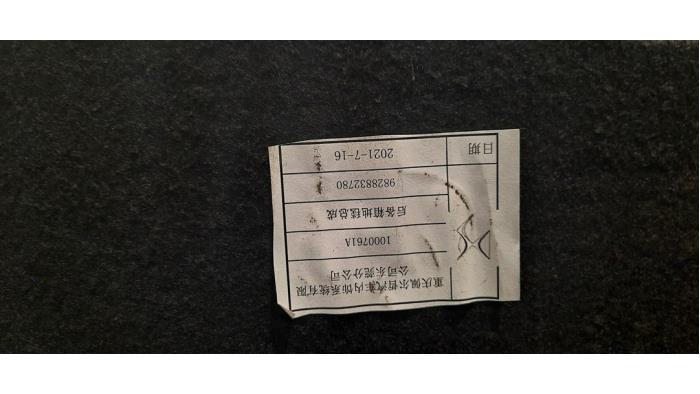 重庆佩尔哲汽车内饰系统有限
公司东莞分公司
1000761A
后备箱地毯总成
9828832780
日期 2021-7-16